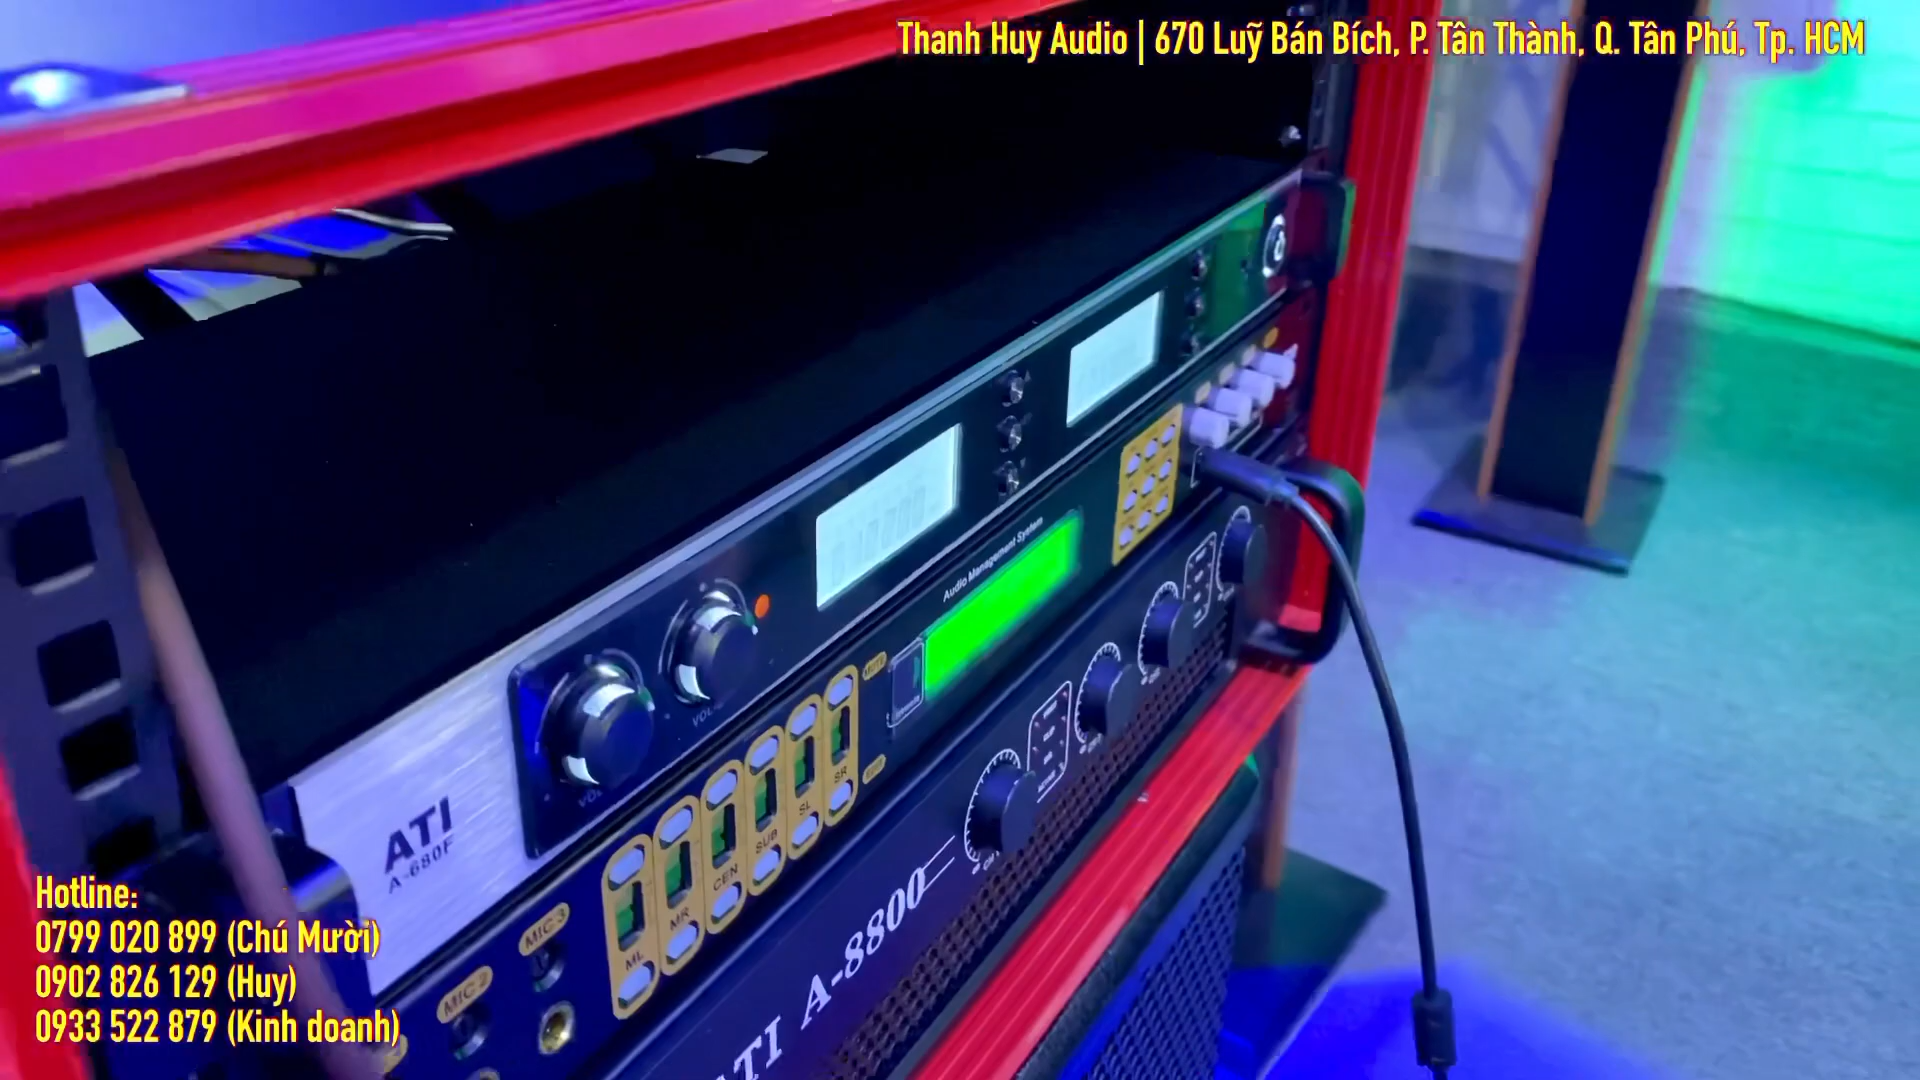 Thanh Huy Audio | 670 Luỹ Bán Bích, P. Tân Thành, Q. Tân Phú, Tp. HCM
Audio Management System
MUTE
ATI
A-680F
ML
MR
CEN
SUB
SL
SR
MIC 3
MIC 2
ATI A-8800
Hotline:
0799 020 899 (Chú Mười)
0902 826 129 (Huy)
0933 522 879 (Kinh doanh)